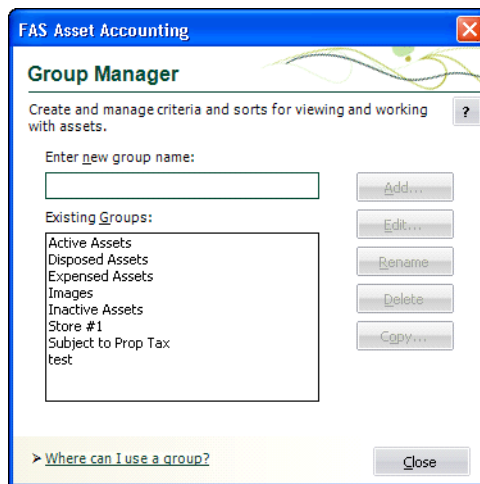 FAS Asset Accounting
Group Manager
Create and manage criteria and sorts for viewing and working
with assets.
?
Enter new group name:
Add...
Existing Groups:
Edit...
Active Assets
Disposed Assets
Expensed Assets
Rename
Images
Inactive Assets
Delete
Store #1
Subject to Prop Tax
Copy...
test
➢ Where can I use a group?
Close